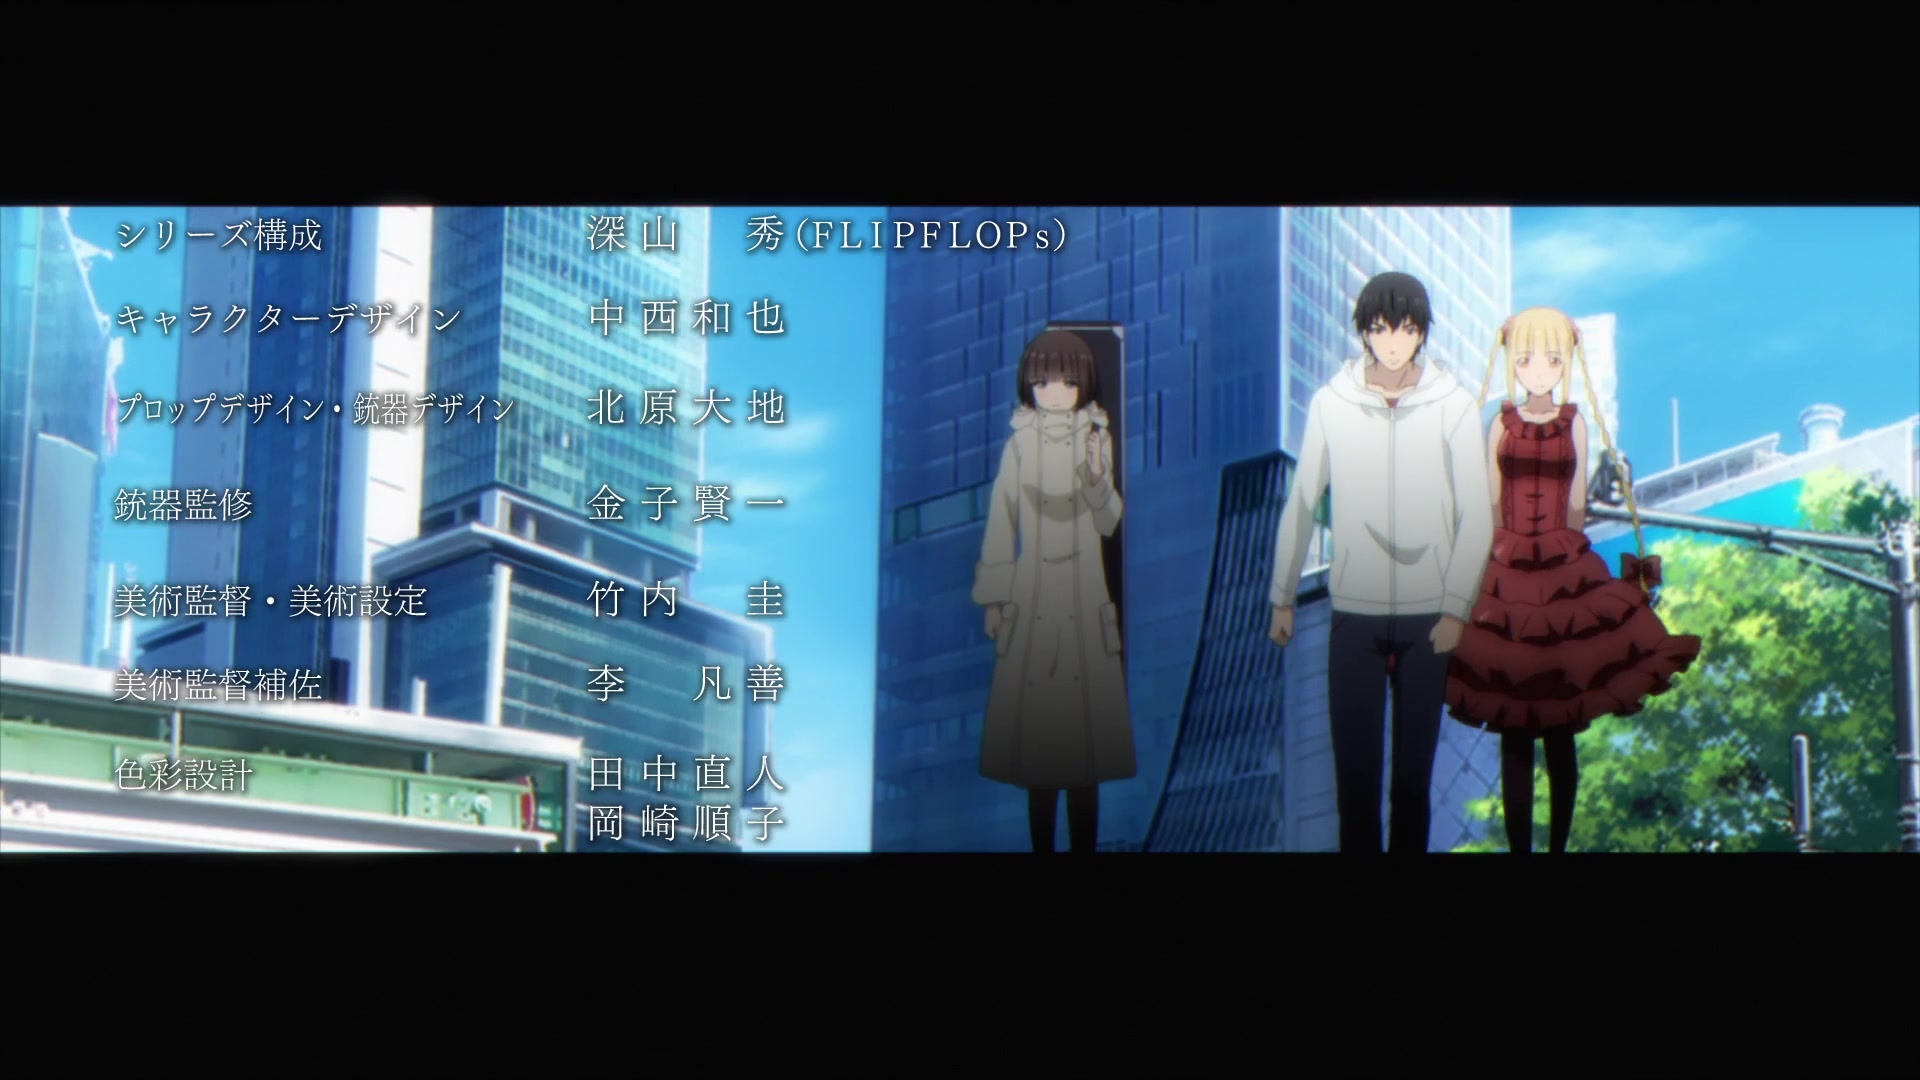 シリーズ構成 深山 秀(FLIPFLOPs)
キャラクターデザイン 中西和也
プロップデザイン・銃器デザイン 北原大地
銃器監修 金子賢一
美術監督・美術設定 竹内 圭
美術監督補佐 李 凡善
色彩設計 田中直人
岡崎順子